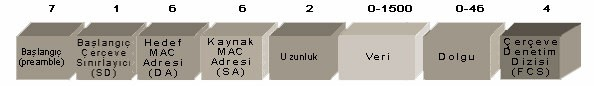 7 1 6 6 2 0-1500 0-46 4
Başlangıç
(preamble)
Başlangıç
Çerçeve
Sınırlayıcı
(SD)
Hedef
MAC
Adresi
(DA)
Kaynak
MAC
Adresi
(SA)
Uzunluk
Veri
Dolgu
Çerçeve
Denetim
Dizisi
(FCS)